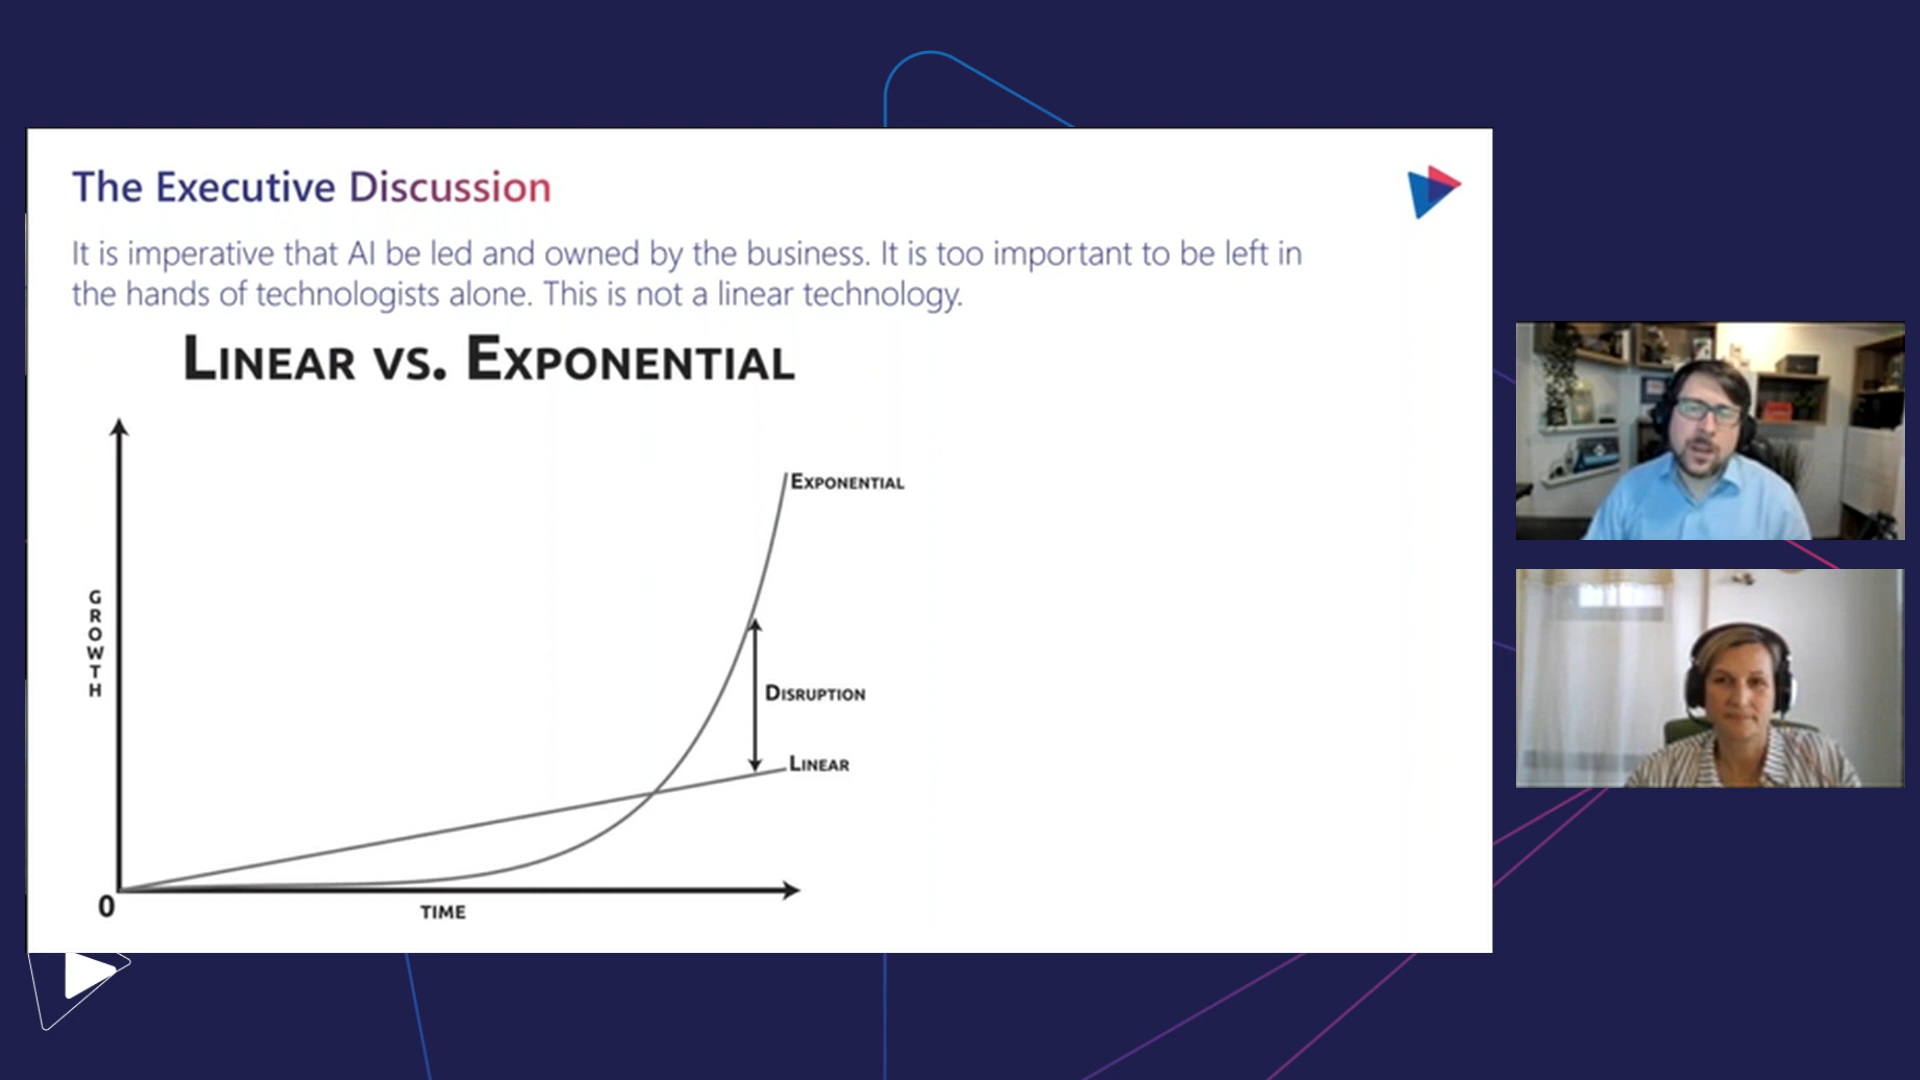 The Executive Discussion
It is imperative that AI be led and owned by the business. It is too important to be left in
the hands of technologists alone. This is not a linear technology.
LINEAR VS. EXPONENTIAL
EXPONENTIAL
GROWTH
DISRUPTION
LINEAR
0
TIME